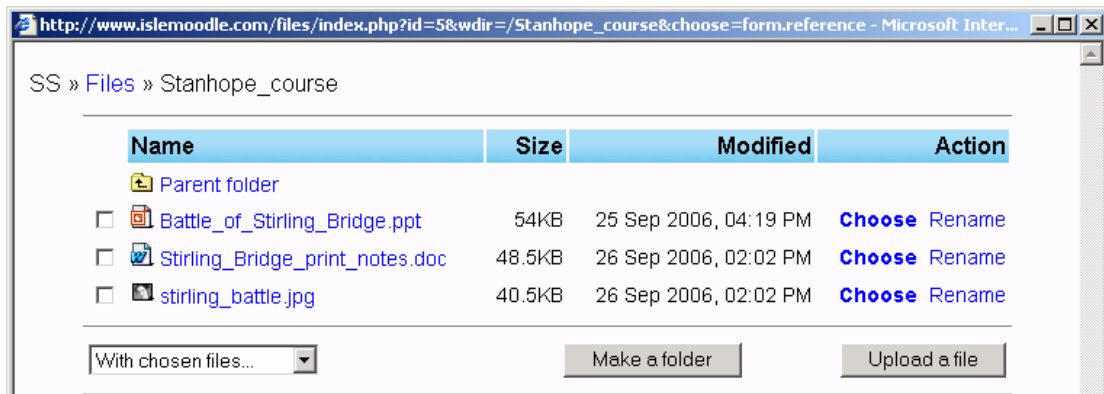 http://www.islemoodle.com/files/index.php?id=5&wdir=/Stanhope_course&choose=form.reference - Microsoft Inter...
SS » Files » Stanhope_course
Name Size Modified Action
Parent folder
Battle_of_Stirling_Bridge.ppt 54KB 25 Sep 2006, 04:19 PM Choose Rename
Stirling_Bridge_print_notes.doc 48.5KB 26 Sep 2006, 02:02 PM Choose Rename
stirling_battle.jpg 40.5KB 26 Sep 2006, 02:02 PM Choose Rename
With chosen files... Make a folder Upload a file